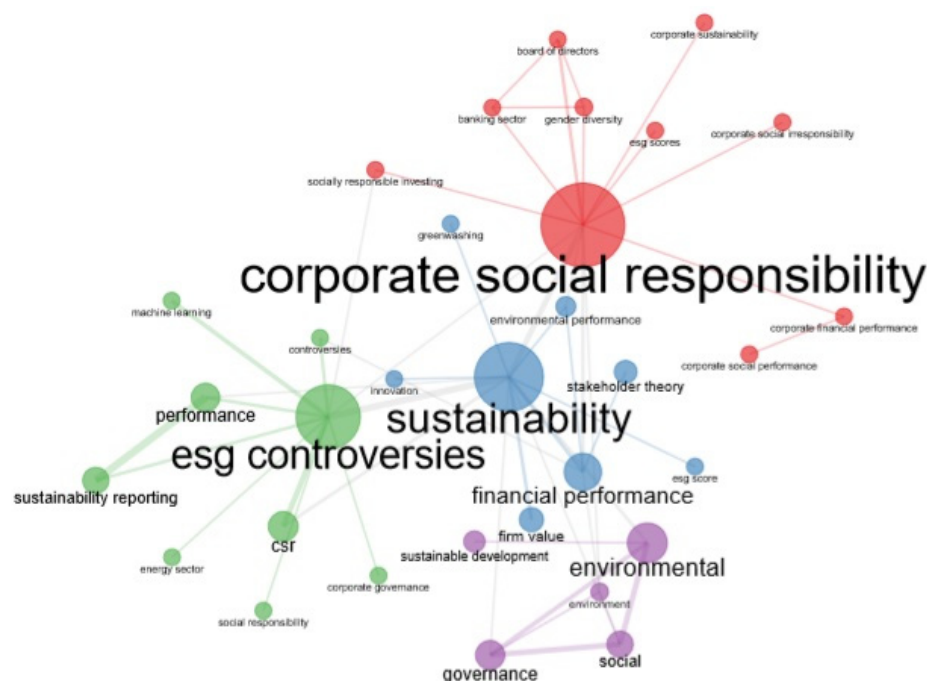 corporate sustainability
board of directors
banking sector
gender diversity
esg scores
corporate social irresponsibility
socially responsible investing
greenwashing
corporate social responsibility
machine learning
environmental performance
corporate financial performance
controversies
corporate social performance
innovation
stakeholder theory
performance
sustainability
esg controversies
esg score
sustainability reporting
financial performance
firm value
csr
sustainable development
energy sector
environmental
corporate governance
environment
social responsibility
social
governance